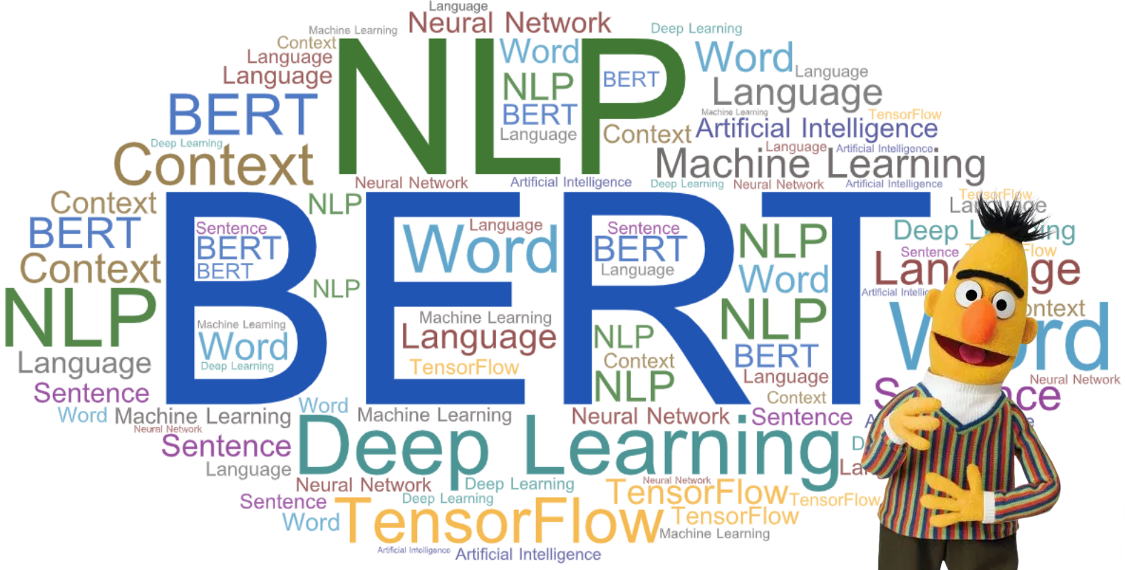 Language
Neural Network
Machine Learning
Deep Learning
Context
Word
Word
Language
Language
NLP
NLP
BERT
Language
Language
BERT
BERT
Machine Learning
TensorFlow
Language
Context
Artificial Intelligence
Deep Learning
Language
Artificial Intelligence
Context
Machine Learning
Neural Network
Artificial Intelligence
Deep Learning
Neural Network
Artificial Intelligence
TensorFlow
Context
NLP
Language
BERT
BERT
Sentence
Language
Sentence
NLP
Deep Learning
BERT
Word
BERT
Sentence
Context
BERT
Language
Word
Language
NLP
NLP
Artificial
NLP
Context
Machine Learning
Machine Learning
NLP
Word
Word
Language
Language
Context
BERT
Deep Learning
TensorFlow
Language
Neural Network
Sentence
NLP
Context
Sentence
Word
Word
Machine Learning
Machine Learning
Neural Network
Sentence
Neural Network
Sentence
Deep Learning
Language
Neural Network
Deep Learning
Neural Network
TensorFlow
Sentence
Deep Learning
TensorFlow
Word
TensorFlow
TensorFlow
Machine Learning
Artificial Intelligence
Artificial Intelligence